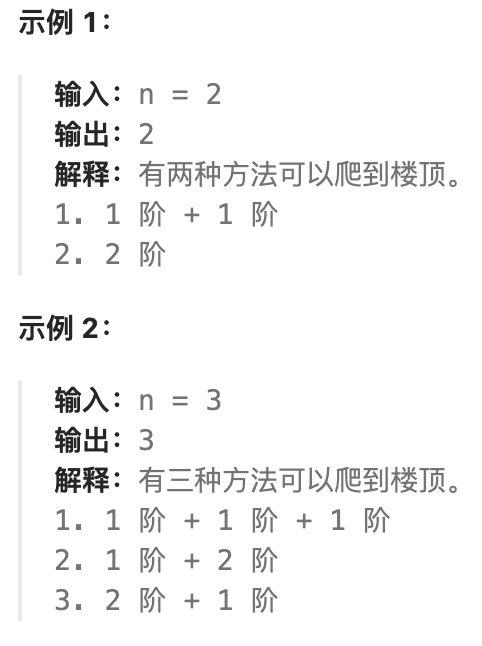 示例 1：
输入：n = 2
输出：2
解释：有两种方法可以爬到楼顶。
1. 1 阶 + 1 阶
2. 2 阶
示例 2：
输入：n = 3
输出：3
解释：有三种方法可以爬到楼顶。
1. 1 阶 + 1 阶 + 1 阶
2. 1 阶 + 2 阶
3. 2 阶 + 1 阶